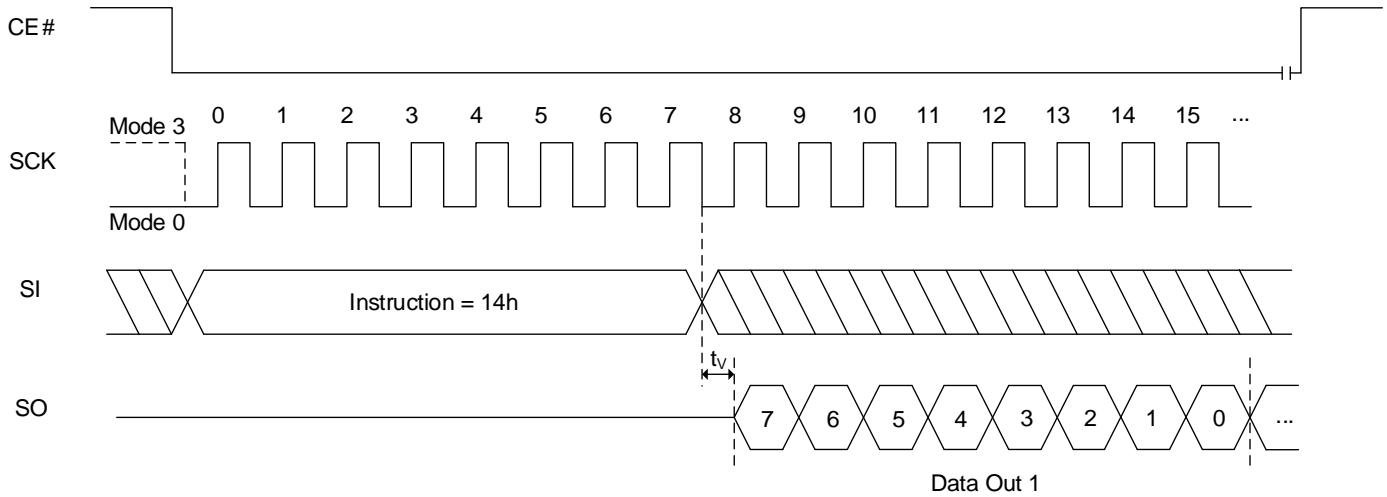 CE#
0 1 2 3 4 5 6 7 8 9 10 11 12 13 14 15 ...
Mode 3
SCK
Mode 0
SI
Instruction = 14h
tV
SO
7 6 5 4 3 2 1 0 ...
Data Out 1